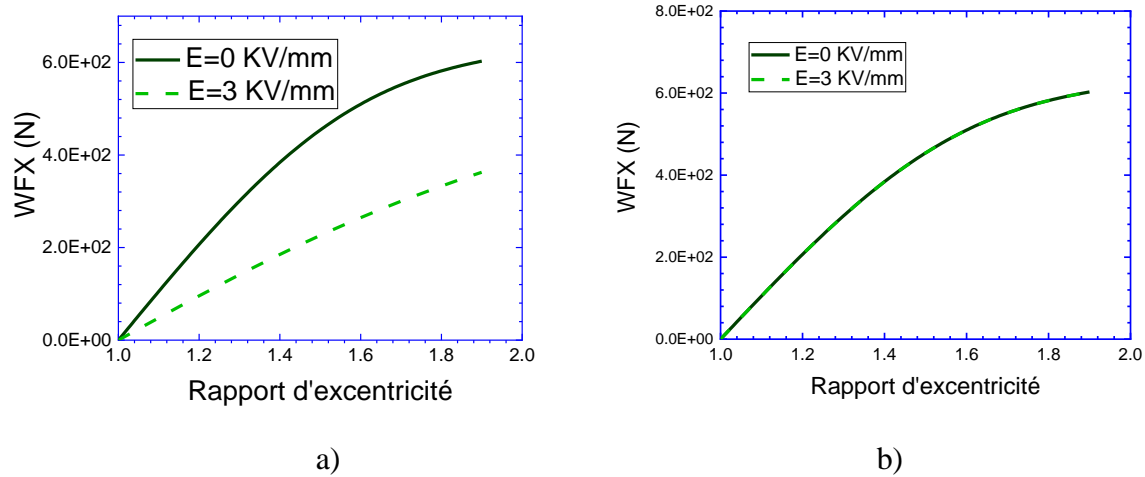 E=0 KV/mm
E=3 KV/mm
WFX (N)
6.0E+02
4.0E+02
2.0E+02
0.0E+00
1.0 1.2 1.4 1.6 1.8 2.0
Rapport d'excentricité
a)
E=0 KV/mm
E=3 KV/mm
WFX (N)
8.0E+02
6.0E+02
4.0E+02
2.0E+02
0.0E+00
1.0 1.2 1.4 1.6 1.8 2.0
Rapport d'excentricité
b)